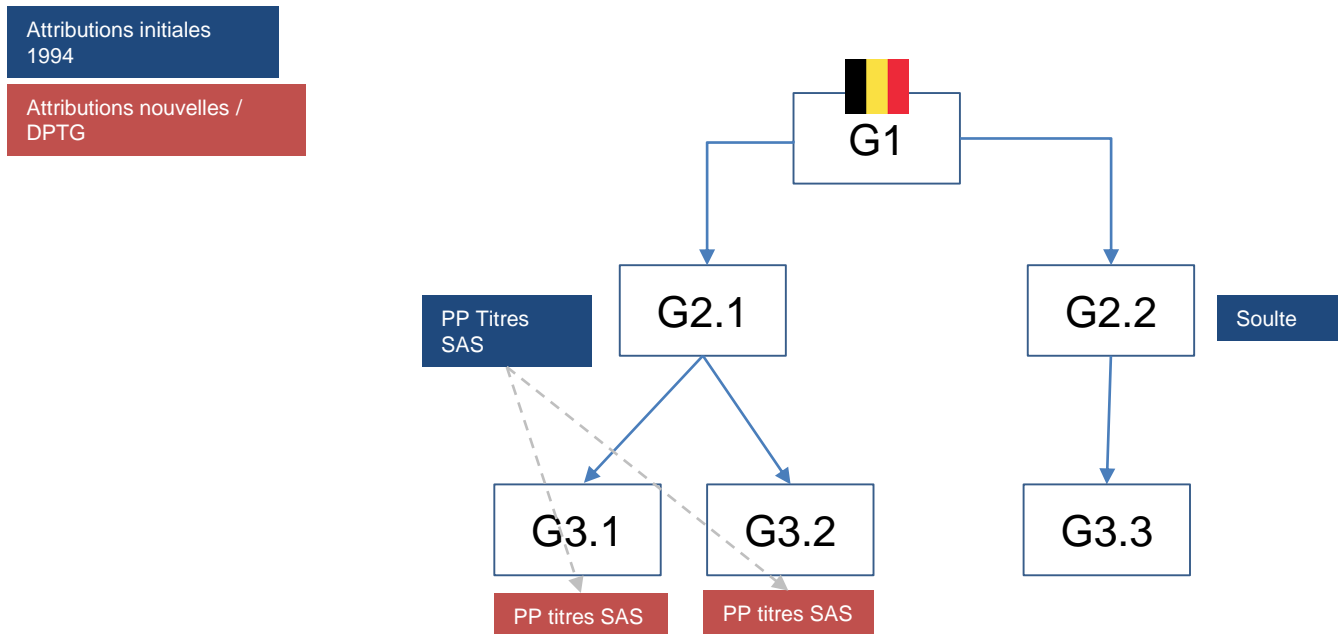 Attributions initiales
1994
Attributions nouvelles /
DPTG
G1
G2.1
G2.2
PP Titres
SAS
Soulte
G3.1
G3.2
G3.3
PP titres SAS
PP titres SAS